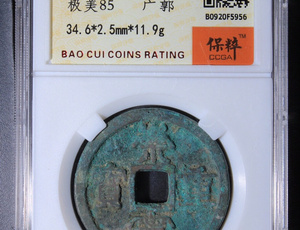 极美85 广郭
34.6*2.5mm*11.9g
B0920F5956
BAO CUI COINS RATING
保粹 TM
CCGA